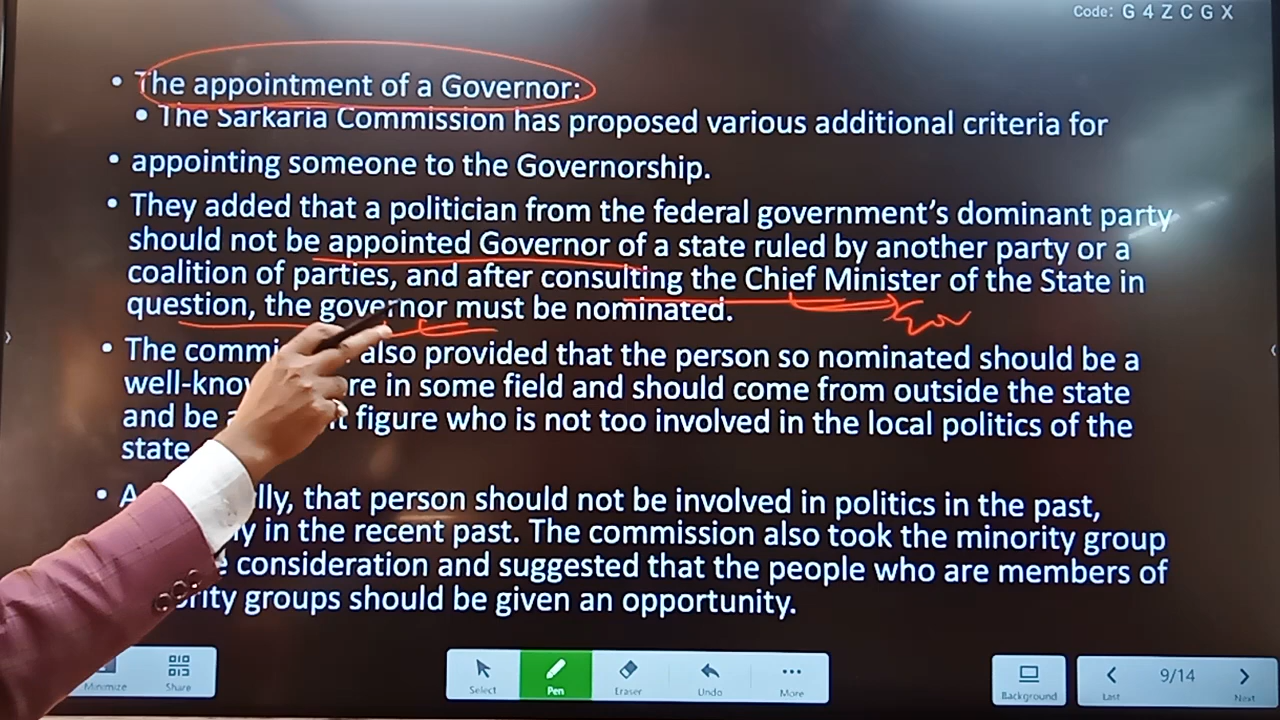 Code: G 4 Z C G X
• The appointment of a Governor:
• The Sarkaria Commission has proposed various additional criteria for
• appointing someone to the Governorship.
• They added that a politician from the federal government's dominant party
should not be appointed Governor of a state ruled by another party or a
coalition of parties, and after consulting the Chief Minister of the State in
question, the governor must be nominated.
• The also provided that the person so nominated should be a
in some field and should come from outside the state
and be figure who is not too involved in the local politics of the
state
that person should not be involved in politics in the past,
in the recent past. The commission also took the minority group
consideration and suggested that the people who are members of
groups should be given an opportunity.
Minimize Share Select Pen Eraser Undo More Background Last 9/14 Next